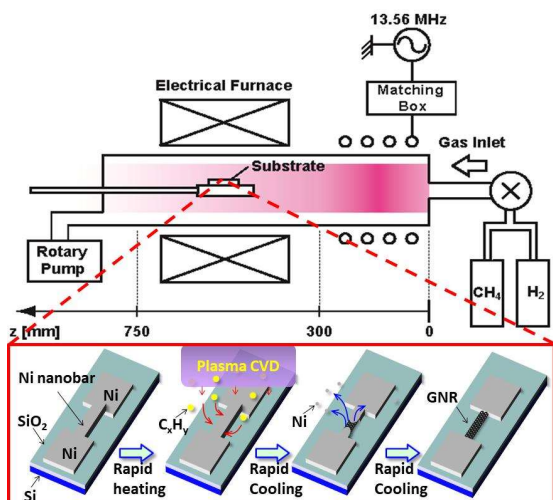 13.56 MHz
Electrical Furnace
Matching
Box
Gas Inlet
Substrate
Rotary
Pump
CH4
H2
z [mm]
750
300
0
Plasma CVD
Ni nanobar
Ni
CxHy
Ni
GNR
SiO2
Ni
Si
Rapid
heating
Rapid
Cooling
Rapid
Cooling